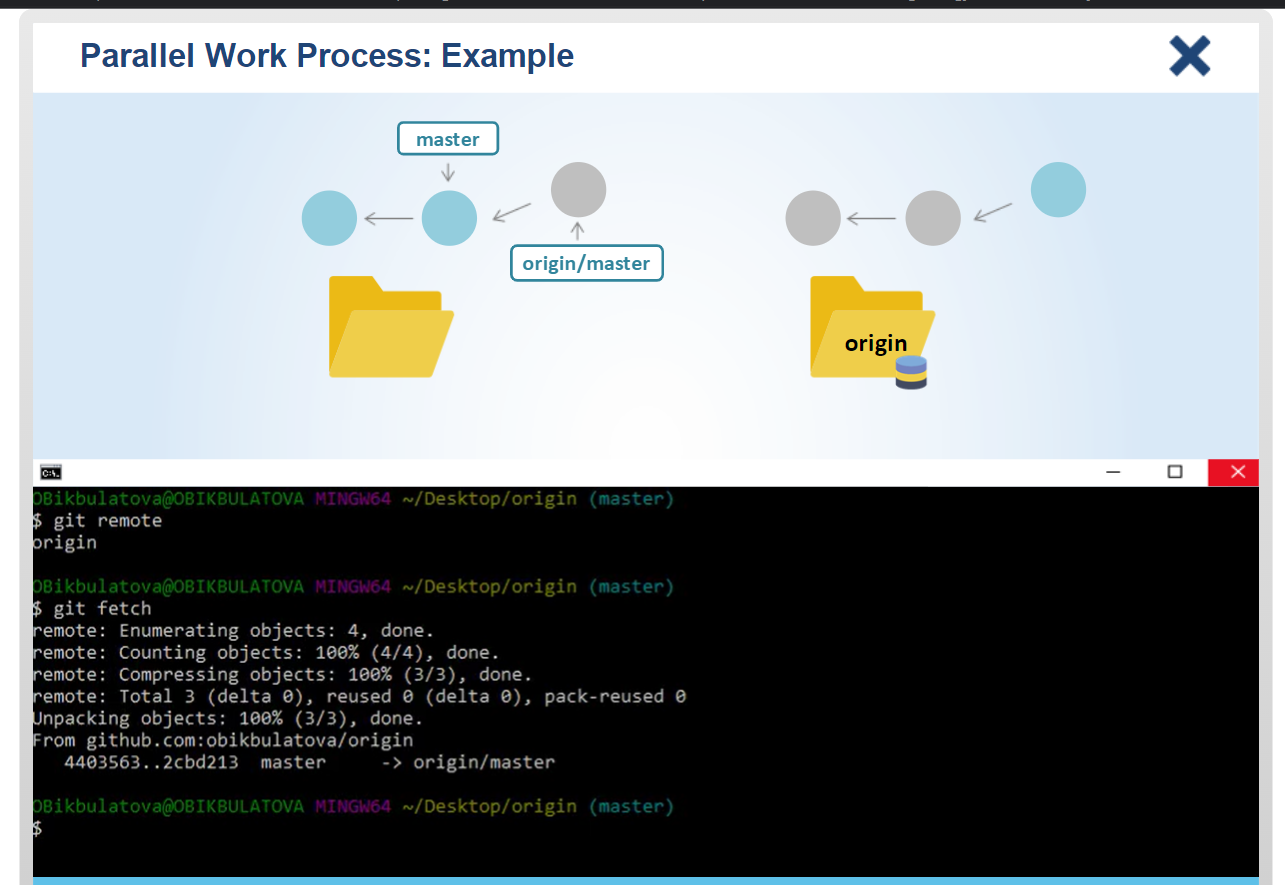 Parallel Work Process: Example
master
origin/master
origin
C:\.
OBikbulatova@OBIKBULATOVA MINGW64 ~/Desktop/origin (master)
$ git remote
origin
OBikbulatova@OBIKBULATOVA MINGW64 ~/Desktop/origin (master)
$ git fetch
remote: Enumerating objects: 4, done.
remote: Counting objects: 100% (4/4), done.
remote: Compressing objects: 100% (3/3), done.
remote: Total 3 (delta 0), reused 0 (delta 0), pack-reused 0
Unpacking objects: 100% (3/3), done.
From github.com:obikbulatova/origin
4403563..2cbd213 master -> origin/master
OBikbulatova@OBIKBULATOVA MINGW64 ~/Desktop/origin (master)
$